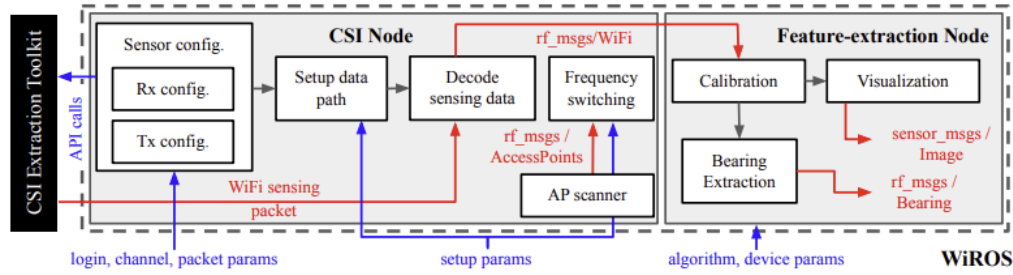 CSI Extraction Toolkit
API calls
Sensor config.
Rx config.
Tx config.
CSI Node
Setup data
path
Decode
sensing data
rf_msgs/WiFi
Frequency
switching
rf_msgs /
AccessPoints
AP scanner
WiFi sensing
packet
Feature-extraction Node
Calibration
Visualization
sensor_msgs /
Image
Bearing
Extraction
rf_msgs /
Bearing
login, channel, packet params
setup params
algorithm, device params
WiROS